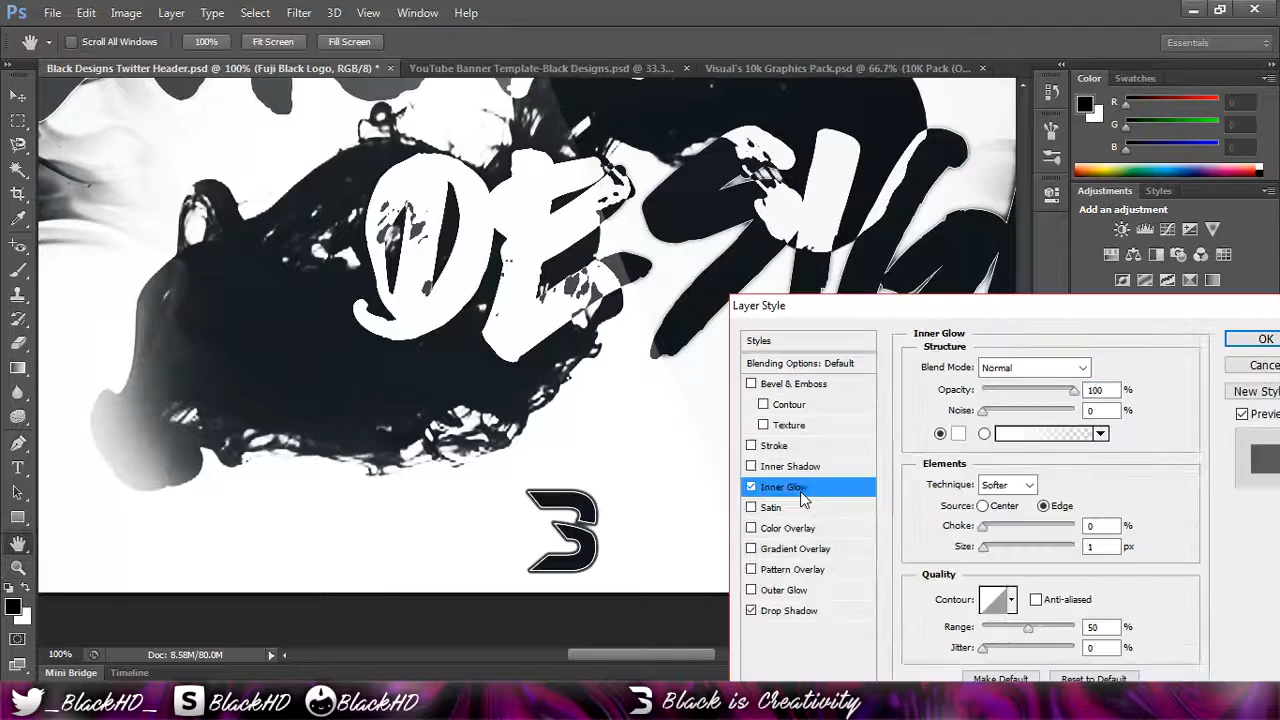 Ps File Edit Image Layer Type Select Filter 3D View Window Help
Scroll All Windows 100% Fit Screen Fill Screen Essentials
Black Designs Twitter Header.psd @ 100% (Fuji Black Logo, RGB/8) * × YouTube Banner Template-Black Designs.psd @ 33.3... × Visual's 10k Graphics Pack.psd @ 66.7% (10K Pack (O... ×
Color Swatches
R 0
G 0
B 0
Adjustments Styles
Add an adjustment
DE
Layer Style
Styles
Blending Options: Default
Bevel & Emboss
Contour
Texture
Stroke
Inner Shadow
Inner Glow
Satin
Color Overlay
Gradient Overlay
Pattern Overlay
Outer Glow
Drop Shadow
Inner Glow
Structure
Blend Mode: Normal
Opacity: 100 %
Noise: 0 %
Elements
Technique: Softer
Source: Center Edge
Choke: 0 %
Size: 1 px
Quality
Contour: Anti-aliased
Range: 50 %
Jitter: 0 %
Make Default Reset to Default
OK
Cance
New Styl
Previe
100% Doc: 8.58M/80.0M
Mini Bridge Timeline
_BlackHD_ BlackHD BlackHD Black is Creativity